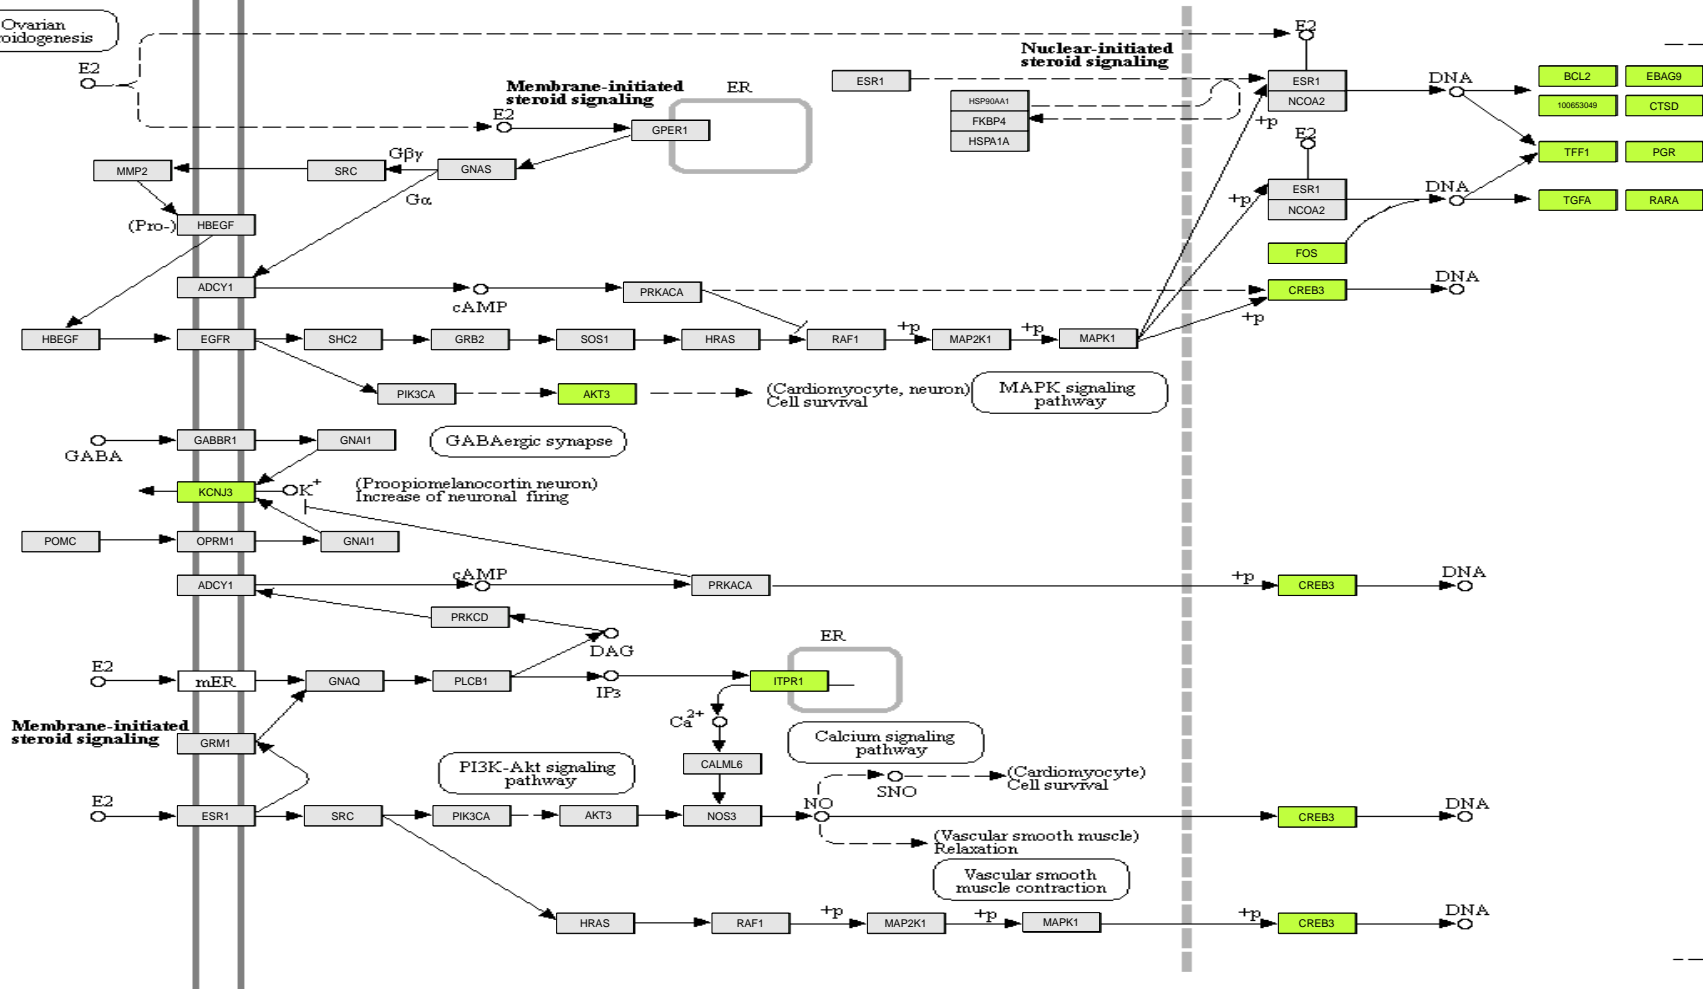 Ovarian
roidogenesis
E2
E2
Nuclear-initiated
steroid signaling
Membrane-initiated
steroid signaling
ER
ESR1
ESR1
NCOA2
DNA
BCL2
EBAG9
HSP90AA1
FKBP4
HSPA1A
100653049
CTSD
E2
GPER1
+p
E2
MMP2
SRC
Gβγ
GNAS
TFF1
PGR
Gα
+p
ESR1
NCOA2
DNA
TGFA
RARA
(Pro-)
HBEGF
FOS
ADCY1
cAMP
PRKACA
CREB3
DNA
+p
HBEGF
EGFR
SHC2
GRB2
SOS1
HRAS
RAF1
+p
MAP2K1
+p
MAPK1
PIK3CA
AKT3
(Cardiomyocyte, neuron)
Cell survival
MAPK signaling
pathway
GABA
GABBR1
GNAI1
GABAergic synapse
KCNJ3
K+
(Proopiomelanocortin neuron)
Increase of neuronal firing
POMC
OPRM1
GNAI1
ADCY1
cAMP
PRKACA
+p
CREB3
DNA
PRKCD
DAG
ER
E2
mER
GNAQ
PLCB1
IP3
ITPR1
Ca2+
Membrane-initiated
steroid signaling
GRM1
Calcium signaling
pathway
PI3K-Akt signaling
pathway
CALML6
(Cardiomyocyte)
Cell survival
SNO
E2
ESR1
SRC
PIK3CA
AKT3
NOS3
NO
CREB3
DNA
(Vascular smooth muscle)
Relaxation
Vascular smooth
muscle contraction
HRAS
RAF1
+p
MAP2K1
+p
MAPK1
+p
CREB3
DNA